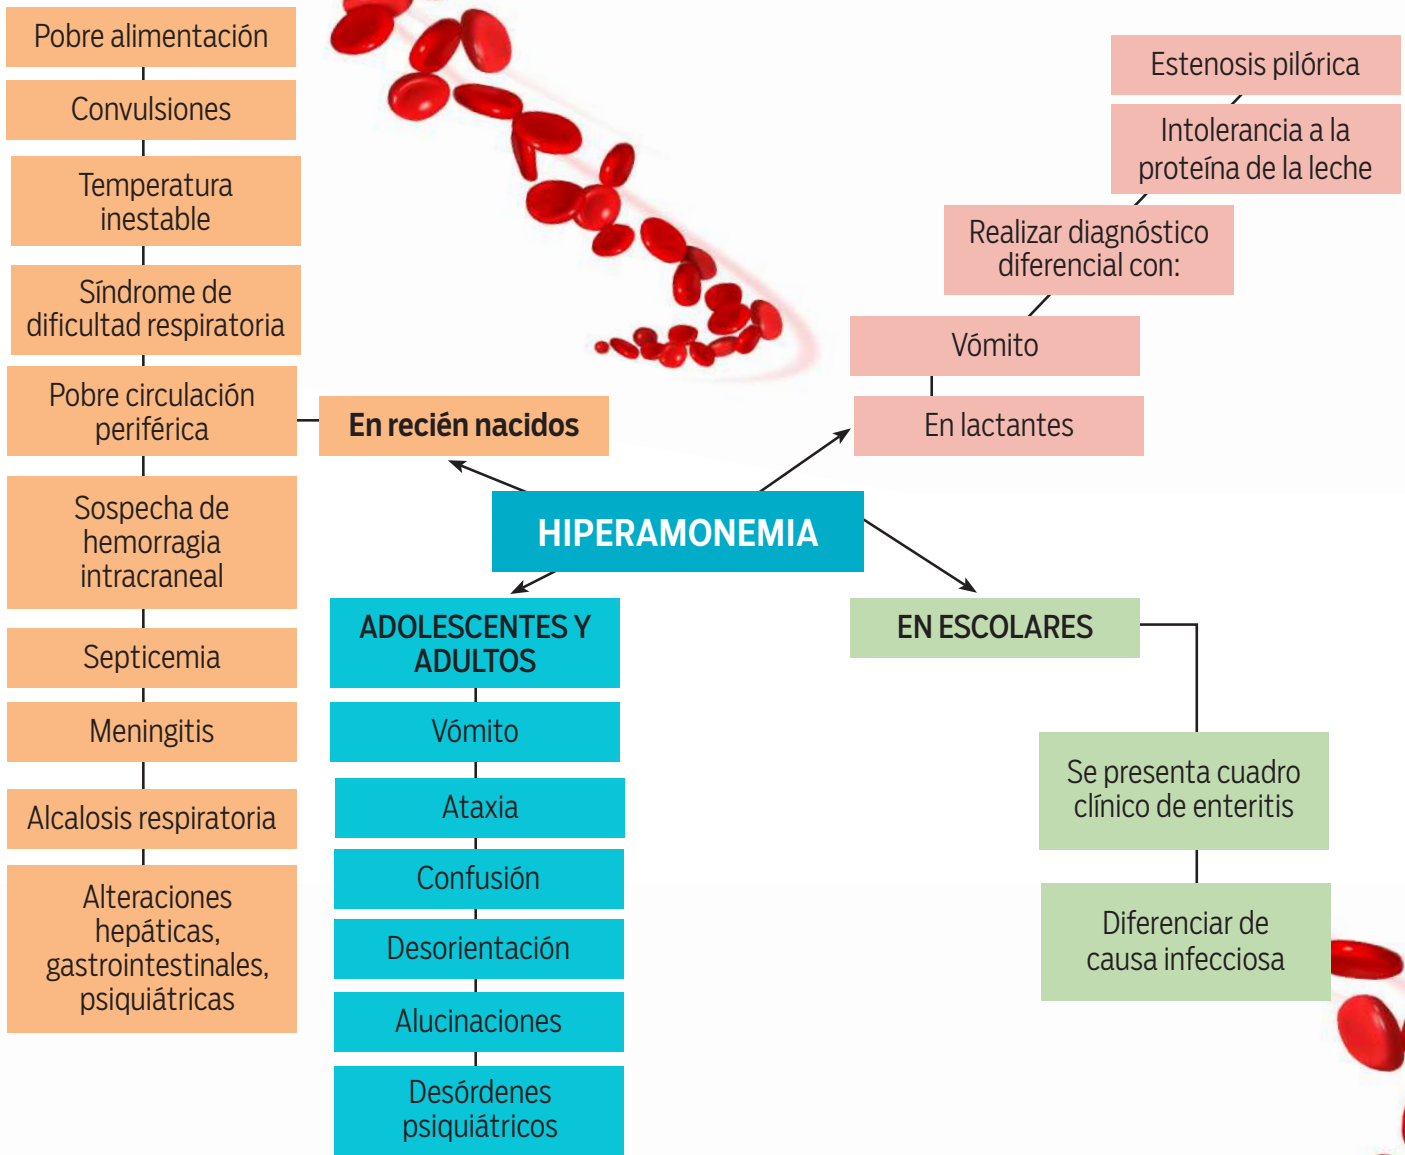 Pobre alimentación
Convulsiones
Temperatura
inestable
Síndrome de
dificultad respiratoria
Pobre circulación
periférica
Sospecha de
hemorragia
intracraneal
Septicemia
Meningitis
Alcalosis respiratoria
Alteraciones
hepáticas,
gastrointestinales,
psiquiátricas
En recién nacidos
Estenosis pilórica
Intolerancia a la
proteína de la leche
Realizar diagnóstico
diferencial con:
Vómito
En lactantes
HIPERAMONEMIA
ADOLESCENTES Y
ADULTOS
Vómito
Ataxia
Confusión
Desorientación
Alucinaciones
Desórdenes
psiquiátricos
EN ESCOLARES
Se presenta cuadro
clínico de enteritis
Diferenciar de
causa infecciosa